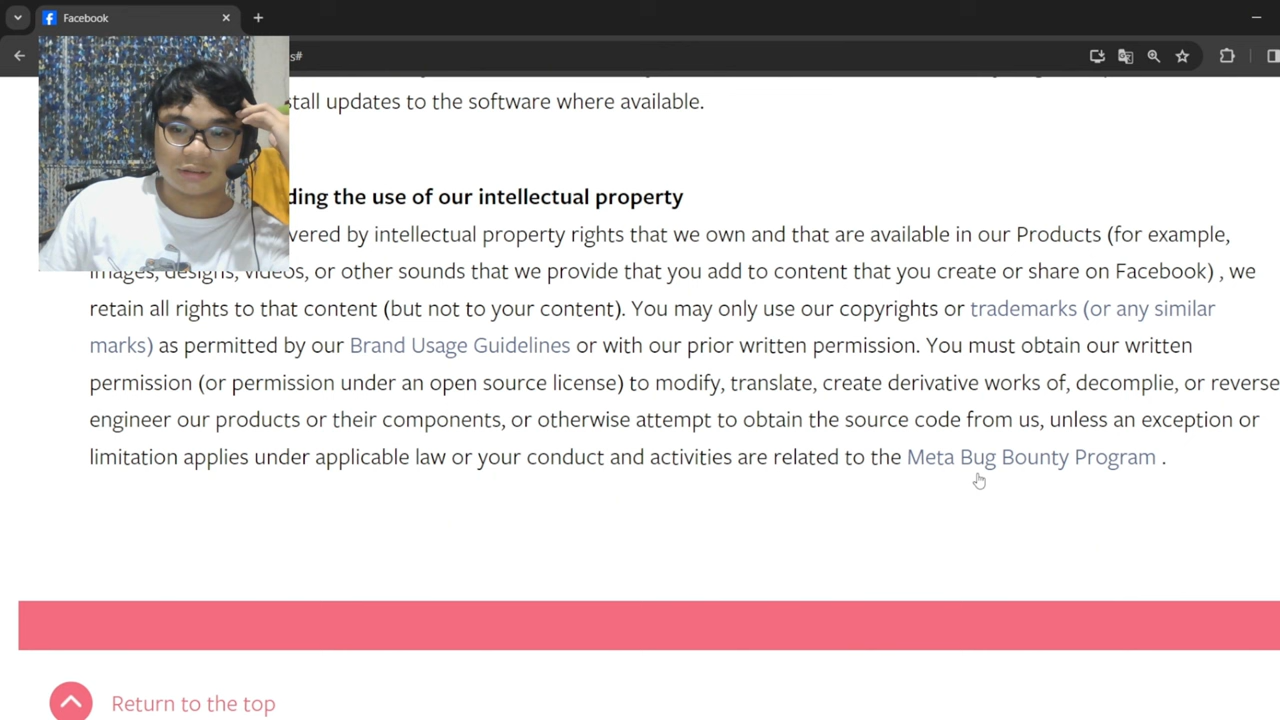 Facebook
s#
stall updates to the software where available.
ding the use of our intellectual property
vered by intellectual property rights that we own and that are available in our Products (for example,
images, designs, videos, or other sounds that we provide that you add to content that you create or share on Facebook) , we
retain all rights to that content (but not to your content). You may only use our copyrights or trademarks (or any similar
marks) as permitted by our Brand Usage Guidelines or with our prior written permission. You must obtain our written
permission (or permission under an open source license) to modify, translate, create derivative works of, decomplie, or reverse
engineer our products or their components, or otherwise attempt to obtain the source code from us, unless an exception or
limitation applies under applicable law or your conduct and activities are related to the Meta Bug Bounty Program .
Return to the top